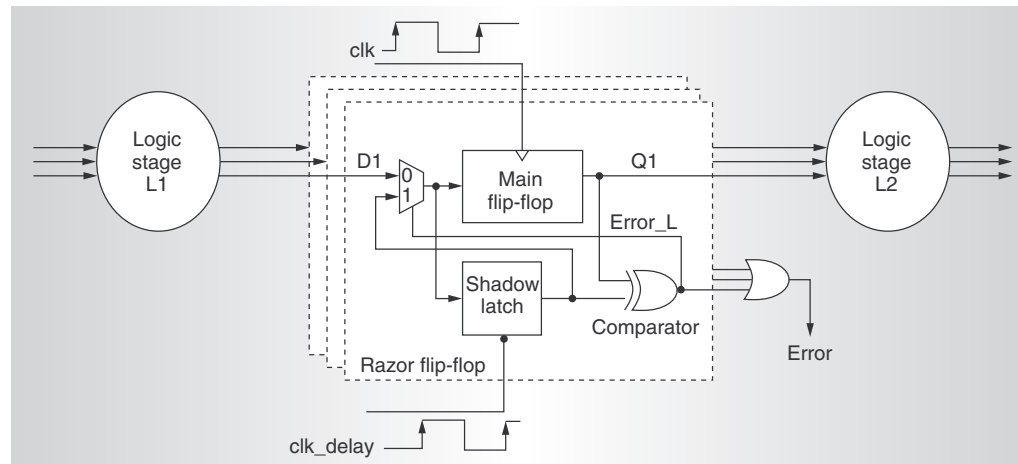 clk
Logic
stage
L1
D1
0
1
Main
flip-flop
Q1
Error_L
Logic
stage
L2
Shadow
latch
Comparator
Error
Razor flip-flop
clk_delay